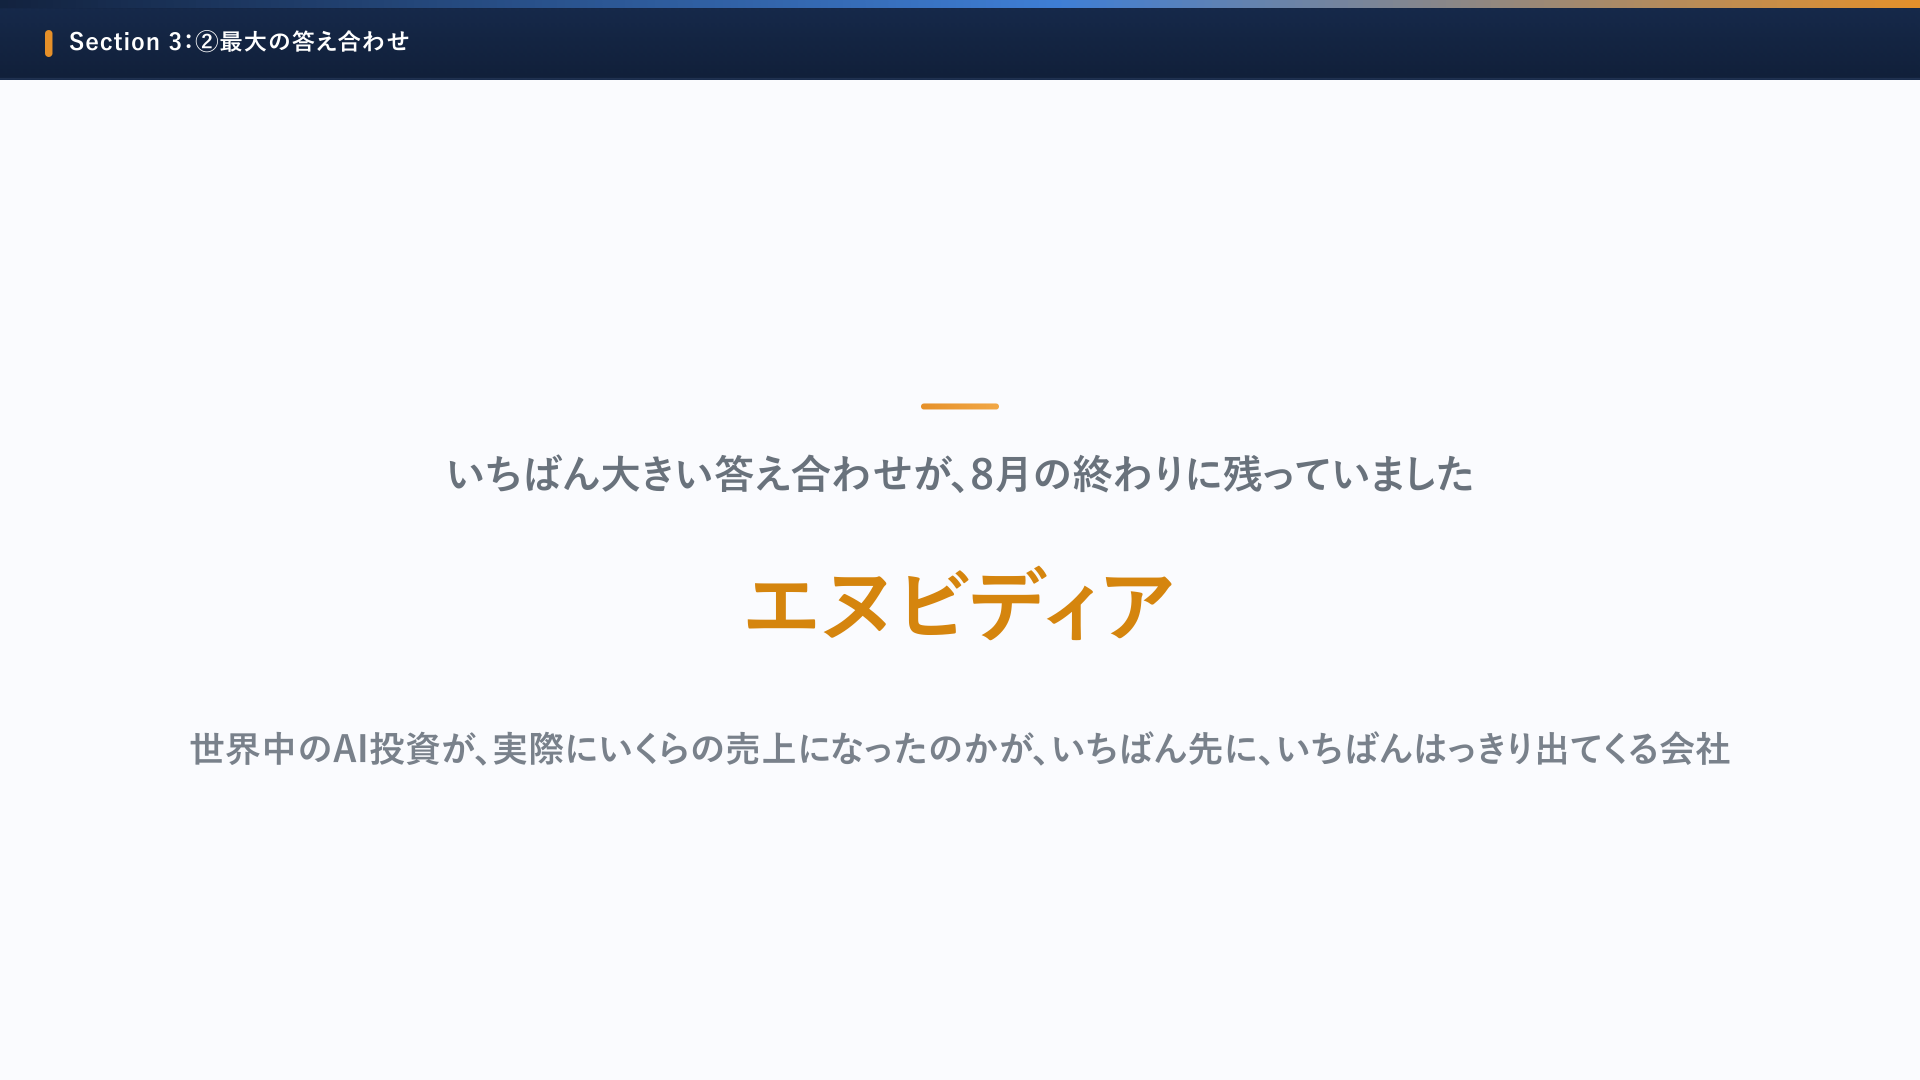 Section 3:②最大の答え合わせ
いちばん大きい答え合わせが、8月の終わりに残っていました
エヌビディア
世界中のAI投資が、実際にいくらの売上になったのかが、いちばん先に、いちばんはっきり出てくる会社